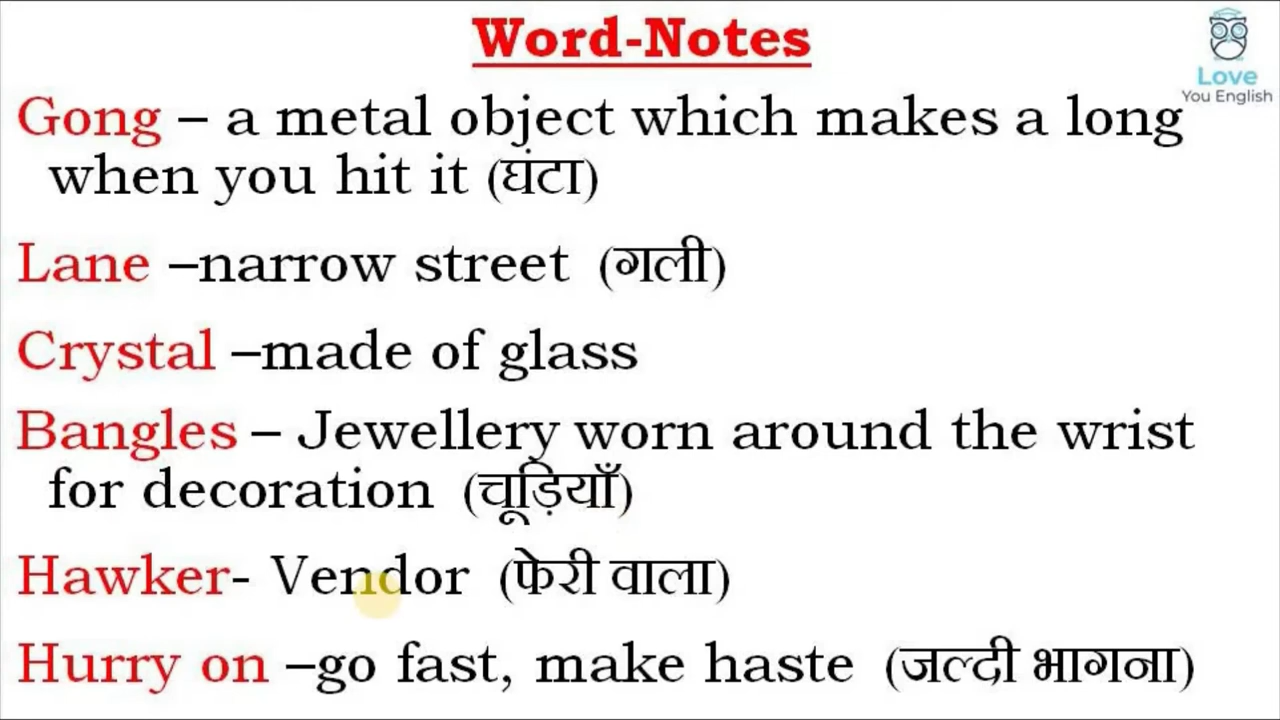 Word-Notes
Love
You English
Gong – a metal object which makes a long
when you hit it (घंटा)
Lane –narrow street (गली)
Crystal –made of glass
Bangles – Jewellery worn around the wrist
for decoration (चूड़ियाँ)
Hawker- Vendor (फेरी वाला)
Hurry on –go fast, make haste (जल्दी भागना)